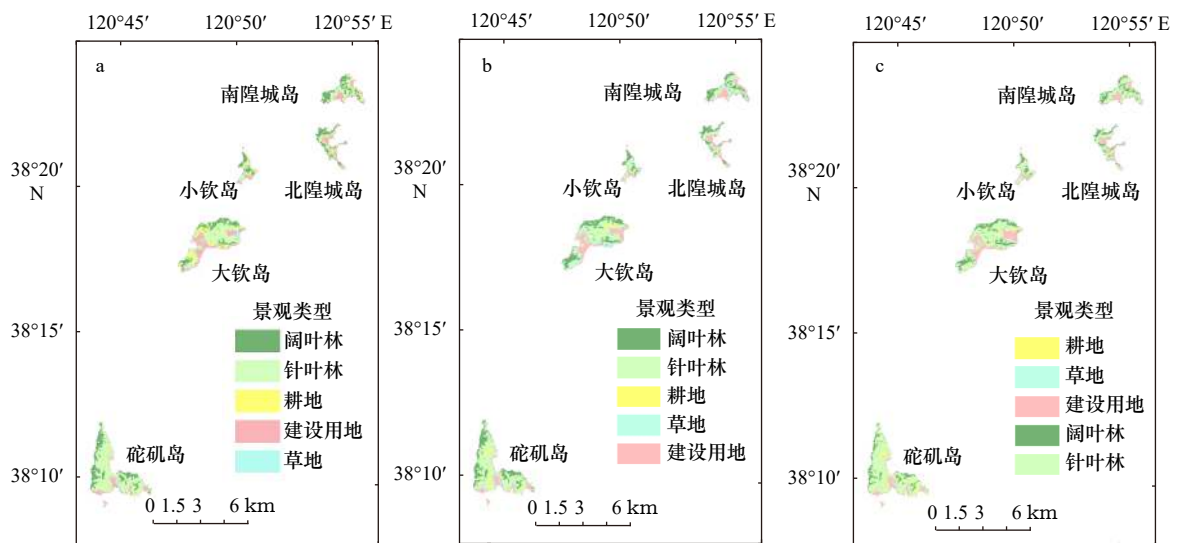 120°45′ 120°50′ 120°55′ E
a
南隍城岛
38°20′
N
小钦岛
北隍城岛
大钦岛
38°15′
景观类型
阔叶林
针叶林
耕地
建设用地
草地
砣矶岛
38°10′
0 1.5 3 6 km
120°45′ 120°50′ 120°55′ E
b
南隍城岛
38°20′
N
小钦岛
北隍城岛
大钦岛
38°15′
景观类型
阔叶林
针叶林
耕地
草地
建设用地
砣矶岛
38°10′
0 1.5 3 6 km
120°45′ 120°50′ 120°55′ E
c
南隍城岛
38°20′
N
小钦岛
北隍城岛
大钦岛
38°15′
景观类型
耕地
草地
建设用地
阔叶林
针叶林
砣矶岛
38°10′
0 1.5 3 6 km